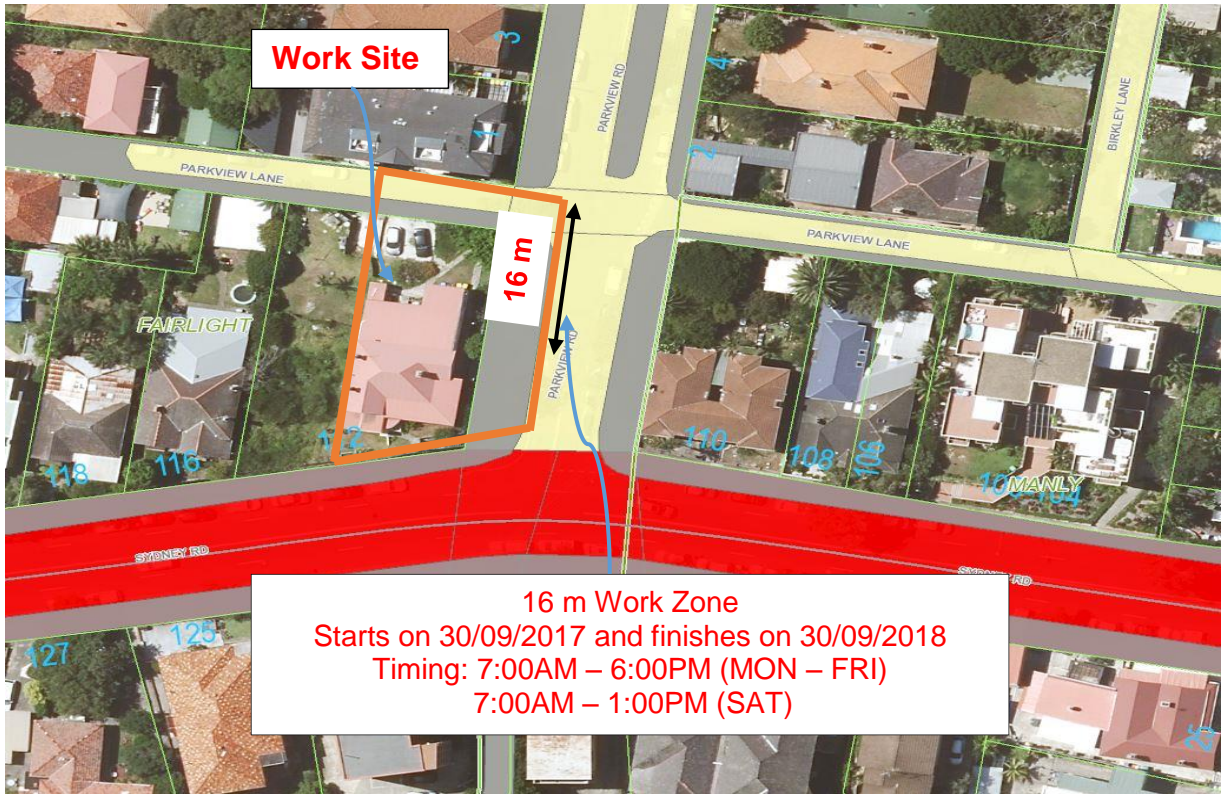 Work Site
3
PARKVIEW RD
4
BIRKLEY LANE
1
2
PARKVIEW LANE
PARKVIEW LANE
16 m
FAIRLIGHT
PARKVIEW RD
118
116
110
108
106
MANLY
SYDNEY RD
SYDNEY RD
127
125
16 m Work Zone
Starts on 30/09/2017 and finishes on 30/09/2018
Timing: 7:00AM – 6:00PM (MON – FRI)
7:00AM – 1:00PM (SAT)
26